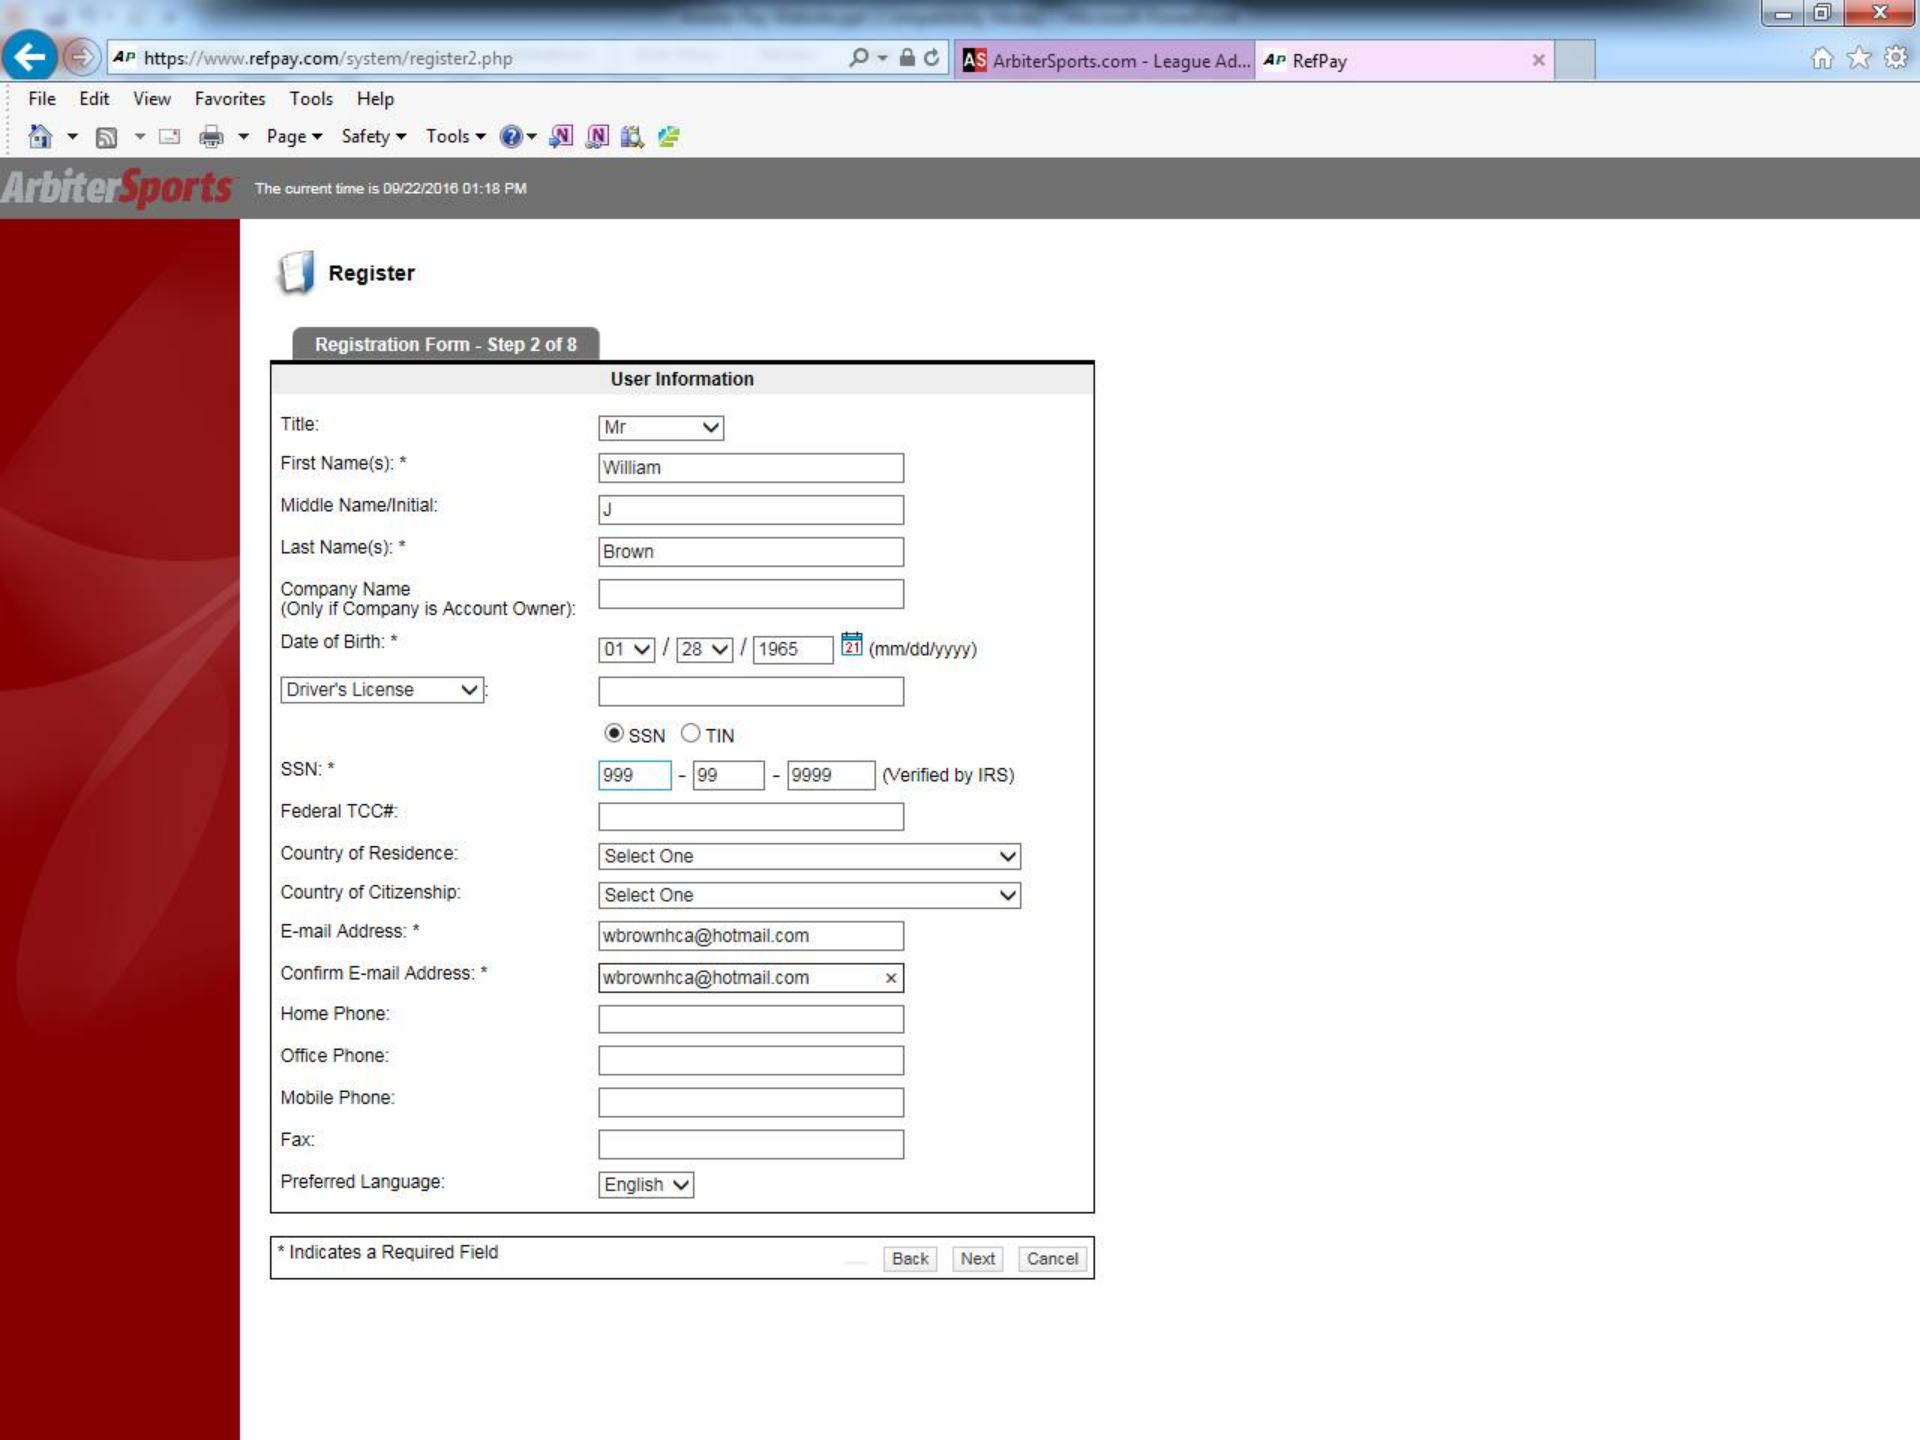 https://www.refpay.com/system/register2.php
AS ArbiterSports.com - League Ad...
AP RefPay
File Edit View Favorites Tools Help
Page Safety Tools
ArbiterSports The current time is 09/22/2016 01:18 PM
Register
Registration Form - Step 2 of 8
User Information
Title: Mr
First Name(s): * William
Middle Name/Initial: J
Last Name(s): * Brown
Company Name
(Only if Company is Account Owner):
Date of Birth: * 01 / 28 / 1965 21 (mm/dd/yyyy)
Driver's License :
SSN TIN
SSN: * 999 - 99 - 9999 (Verified by IRS)
Federal TCC#:
Country of Residence: Select One
Country of Citizenship: Select One
E-mail Address: * wbrownhca@hotmail.com
Confirm E-mail Address: * wbrownhca@hotmail.com
Home Phone:
Office Phone:
Mobile Phone:
Fax:
Preferred Language: English
* Indicates a Required Field Back Next Cancel